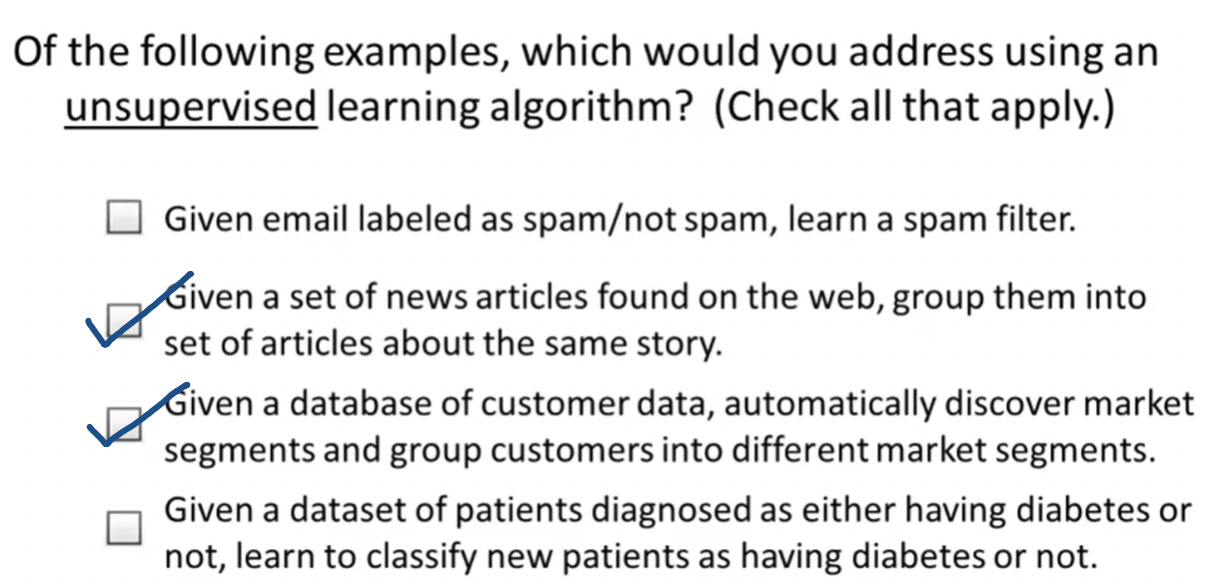 Of the following examples, which would you address using an
unsupervised learning algorithm? (Check all that apply.)
Given email labeled as spam/not spam, learn a spam filter.
Given a set of news articles found on the web, group them into
set of articles about the same story.
Given a database of customer data, automatically discover market
segments and group customers into different market segments.
Given a dataset of patients diagnosed as either having diabetes or
not, learn to classify new patients as having diabetes or not.